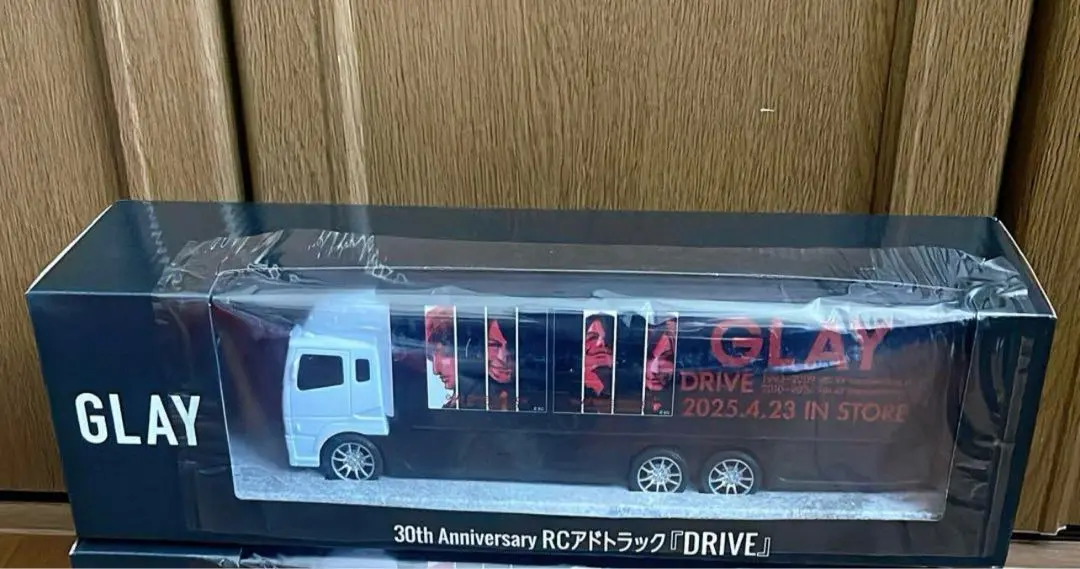 GLAY
GLAY
DRIVE
2025.4.23 IN STORE
30th Anniversary RCアドトラック『DRIVE』